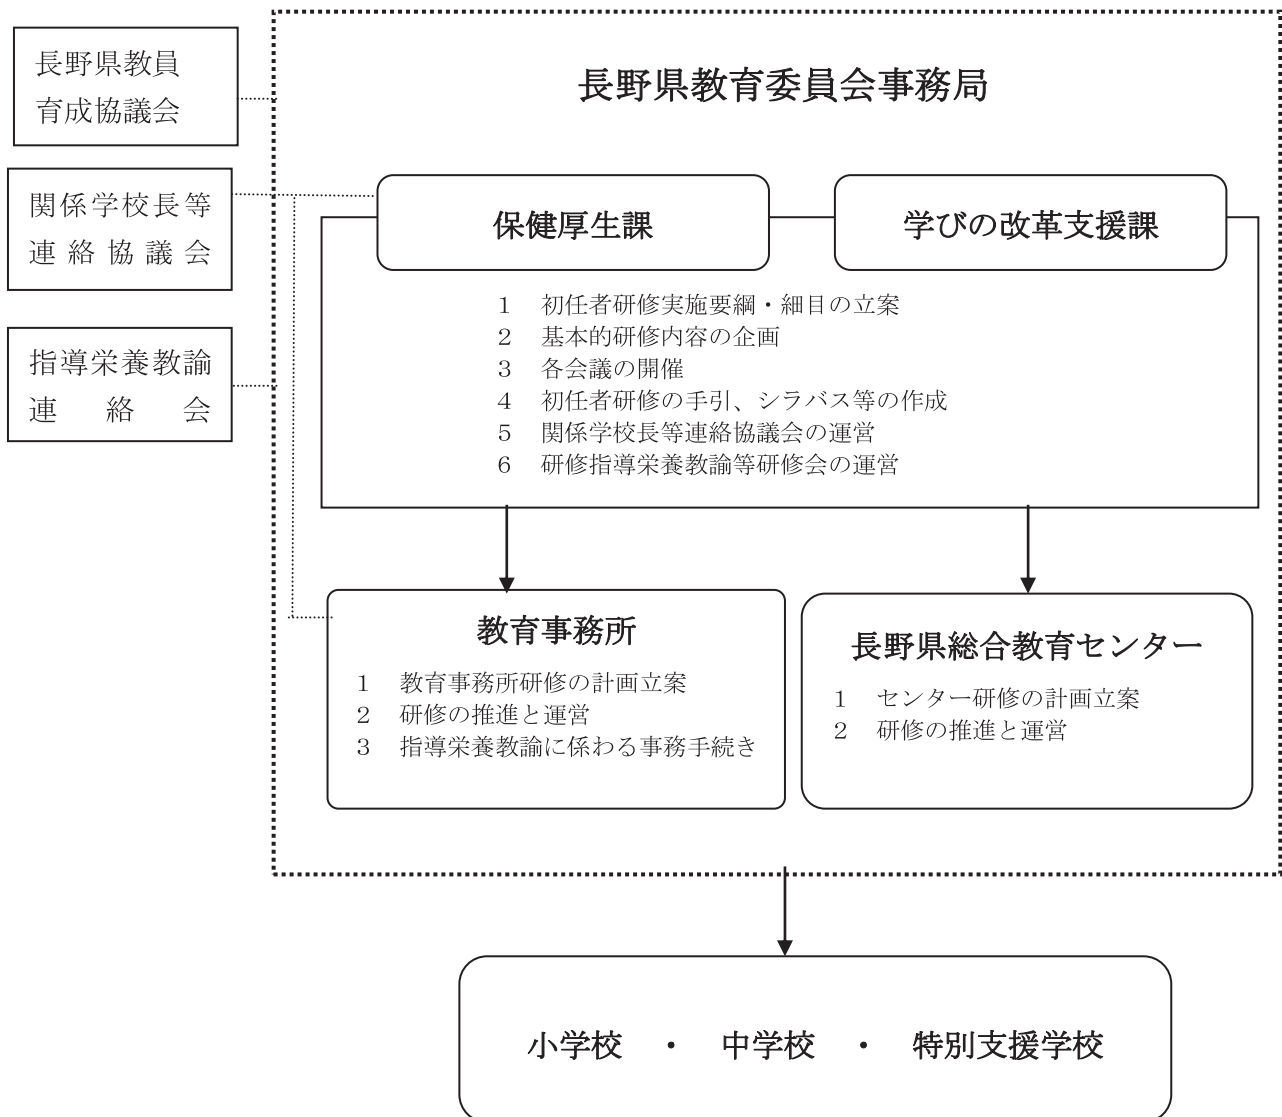 長野県教員
育成協議会
関係学校長等
連絡協議会
指導栄養教諭
連絡会
長野県教育委員会事務局
保健厚生課
学びの改革支援課
1 初任者研修実施要綱・細目の立案
2 基本的研修内容の企画
3 各会議の開催
4 初任者研修の手引、シラバス等の作成
5 関係学校長等連絡協議会の運営
6 研修指導栄養教諭等研修会の運営
教育事務所
1 教育事務所研修の計画立案
2 研修の推進と運営
3 指導栄養教諭に係わる事務手続き
長野県総合教育センター
1 センター研修の計画立案
2 研修の推進と運営
小学校 ・ 中学校 ・ 特別支援学校